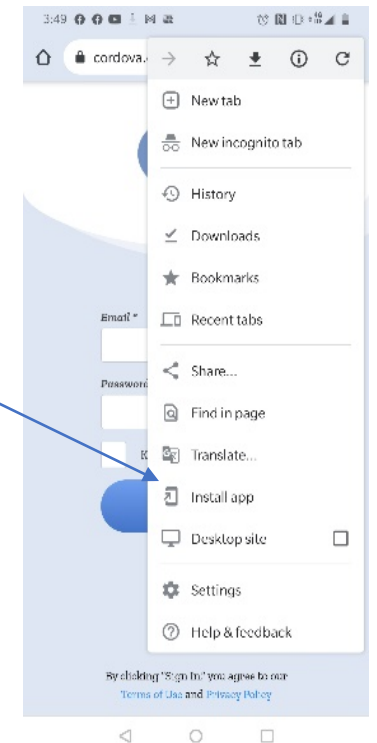 3:49
cordova.
New tab
New incognito tab
History
Downloads
Bookmarks
Email *
Recent tabs
Share...
Password
Find in page
K
Translate...
Install app
Desktop site
Settings
Help & feedback
By clicking "Sign In" you agree to our
Terms of Use and Privacy Policy